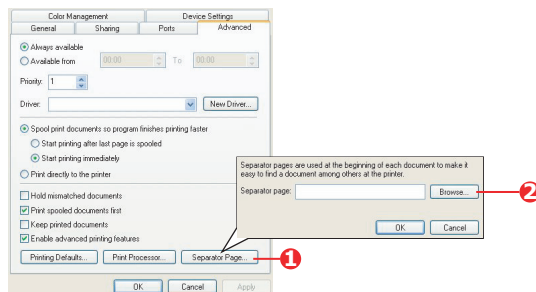 Color Management Device Settings
General Sharing Ports Advanced
Always available
Available from 00:00 To 00:00
Priority: 1
Driver: New Driver...
Spool print documents so program finishes printing faster
Start printing after last page is spooled
Start printing immediately
Print directly to the printer
Hold mismatched documents
Print spooled documents first
Keep printed documents
Enable advanced printing features
Printing Defaults... Print Processor... Separator Page... 1
OK Cancel Apply
Separator pages are used at the beginning of each document to make it
easy to find a document among others at the printer.
Separator page: Browse... 2
OK Cancel